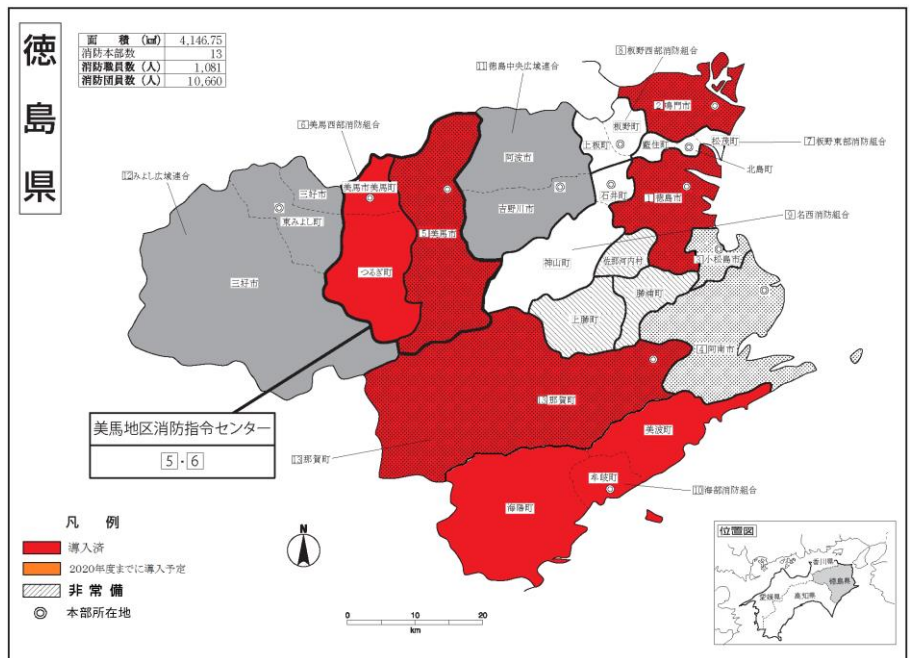 徳島県
面　積 (㎢) 4,146.75
消防本部数 13
消防職員数 (人) 1,081
消防団員数 (人) 10,660
⑧板野西部消防組合
⑪徳島中央広域連合
②鳴門市
⑥美馬西部消防組合
板野町
松茂町
⑦板野東部消防組合
上板町
藍住町
阿波市
北島町
⑫みよし広域連合
三好市
美馬市美馬町
石井町
①徳島市
東みよし町
吉野川市
⑨名西消防組合
⑤美馬市
神山町
佐那河内村
③小松島市
三好市
つるぎ町
勝浦町
上勝町
④阿南市
⑬那賀町
美馬地区消防指令センター
⑤・⑥
美波町
⑬那賀町
牟岐町
⑩海部消防組合
海陽町
凡　例
導入済
2020年度までに導入予定
非常備
本部所在地
N
0 10 20
km
位置図
香川県
徳島県
愛媛県
高知県